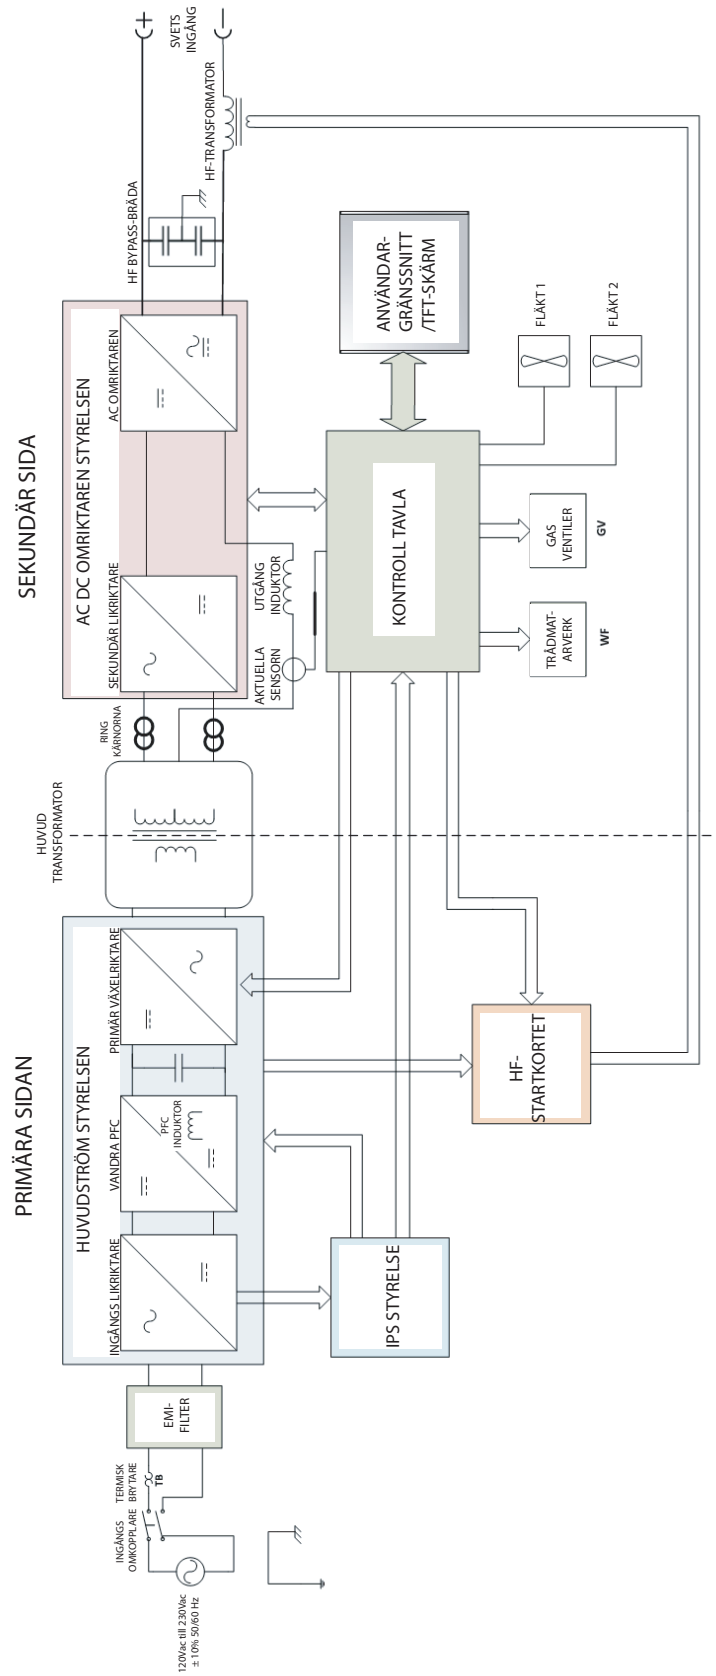 PRIMÄRA SIDAN
SEKUNDÄR SIDA
120Vac till 230Vac
± 10% 50/60 Hz
INGÅNGS
OMKOPPLARE
TERMISK
BRYTARE
TB
EMI-
FILTER
HUVUDSTRÖM STYRELSEN
INGÅNGS LIKRIKTARE
VANDRA PFC
PFC
INDUKTOR
PRIMÄR VÄXELRIKTARE
HUVUD
TRANSFORMATOR
RING
KÄRNORNA
AC DC OMRIKTAREN STYRELSEN
SEKUNDÄR LIKRIKTARE
AC OMRIKTAREN
HF BYPASS-BRÄDA
HF-TRANSFORMATOR
SVETS
INGÅNG
+
−
AKTUELLA
SENSORN
UTGÅNG
INDUKTOR
IPS STYRELSE
HF-
STARTKORTET
KONTROLL TAVLA
ANVÄNDAR-
GRÄNSSNITT
/TFT-SKÄRM
TRÅDMAT-
ARVERK
WF
GAS
VENTILER
GV
FLÄKT 1
FLÄKT 2